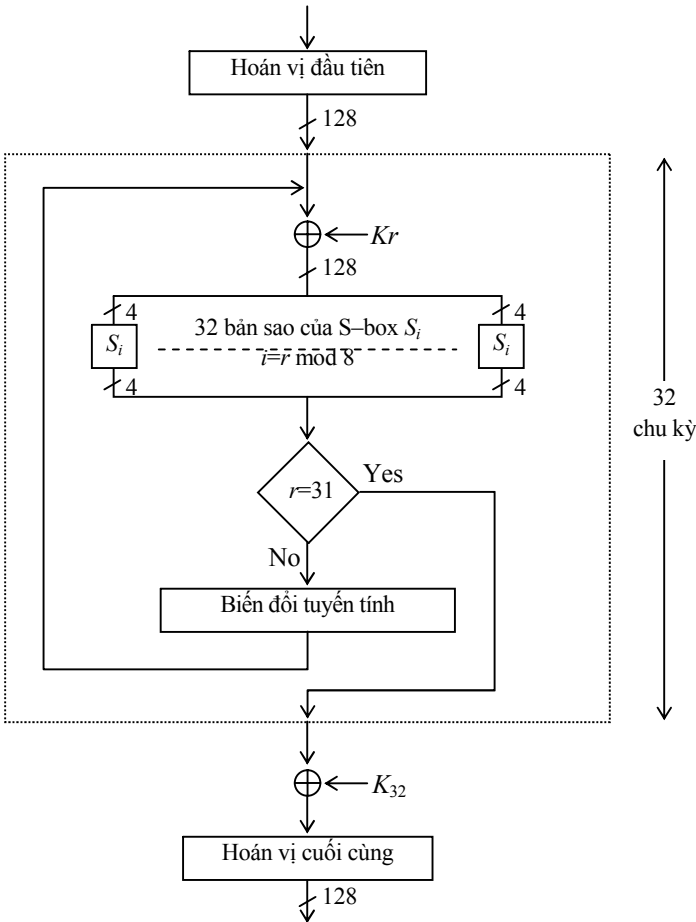 Hoán vị đầu tiên
128
Kr
128
4
4
32 bản sao của S–box Si
Si
Si
i=r mod 8
4
4
32
chu kỳ
Yes
r=31
No
Biến đổi tuyến tính
K32
Hoán vị cuối cùng
128